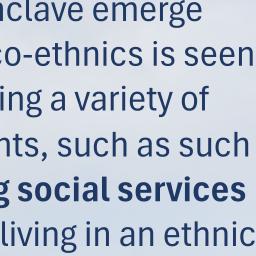 nclave emerge
co-ethnics is seen
ing a variety of
nts, such as such
g social services
living in an ethnic